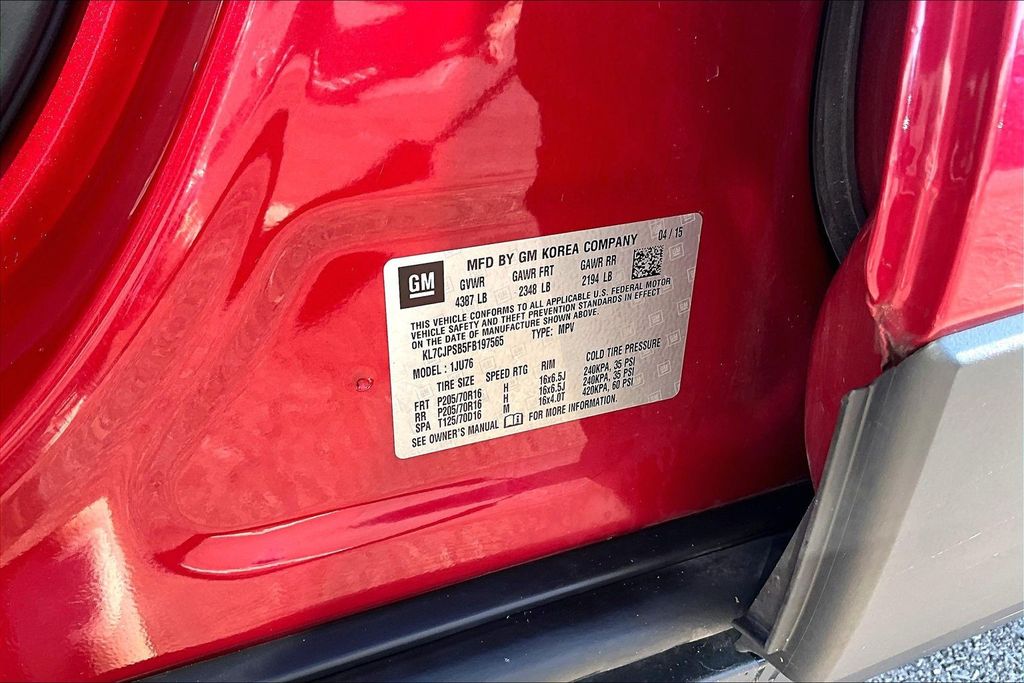 GM
MFD BY GM KOREA COMPANY 04 / 15
GVWR GAWR FRT GAWR RR
4387 LB 2348 LB 2194 LB
THIS VEHICLE CONFORMS TO ALL APPLICABLE U.S. FEDERAL MOTOR
VEHICLE SAFETY AND THEFT PREVENTION STANDARDS IN EFFECT
ON THE DATE OF MANUFACTURE SHOWN ABOVE.
KL7CJPSB5FB197565 TYPE: MPV
MODEL: 1JU76
TIRE SIZE SPEED RTG RIM COLD TIRE PRESSURE
FRT P205/70R16 H 16x6.5J 240KPA, 35 PSI
RR P205/70R16 H 16x6.5J 240KPA, 35 PSI
SPA T125/70D16 M 16x4.0T 420KPA, 60 PSI
SEE OWNER'S MANUAL FOR MORE INFORMATION.